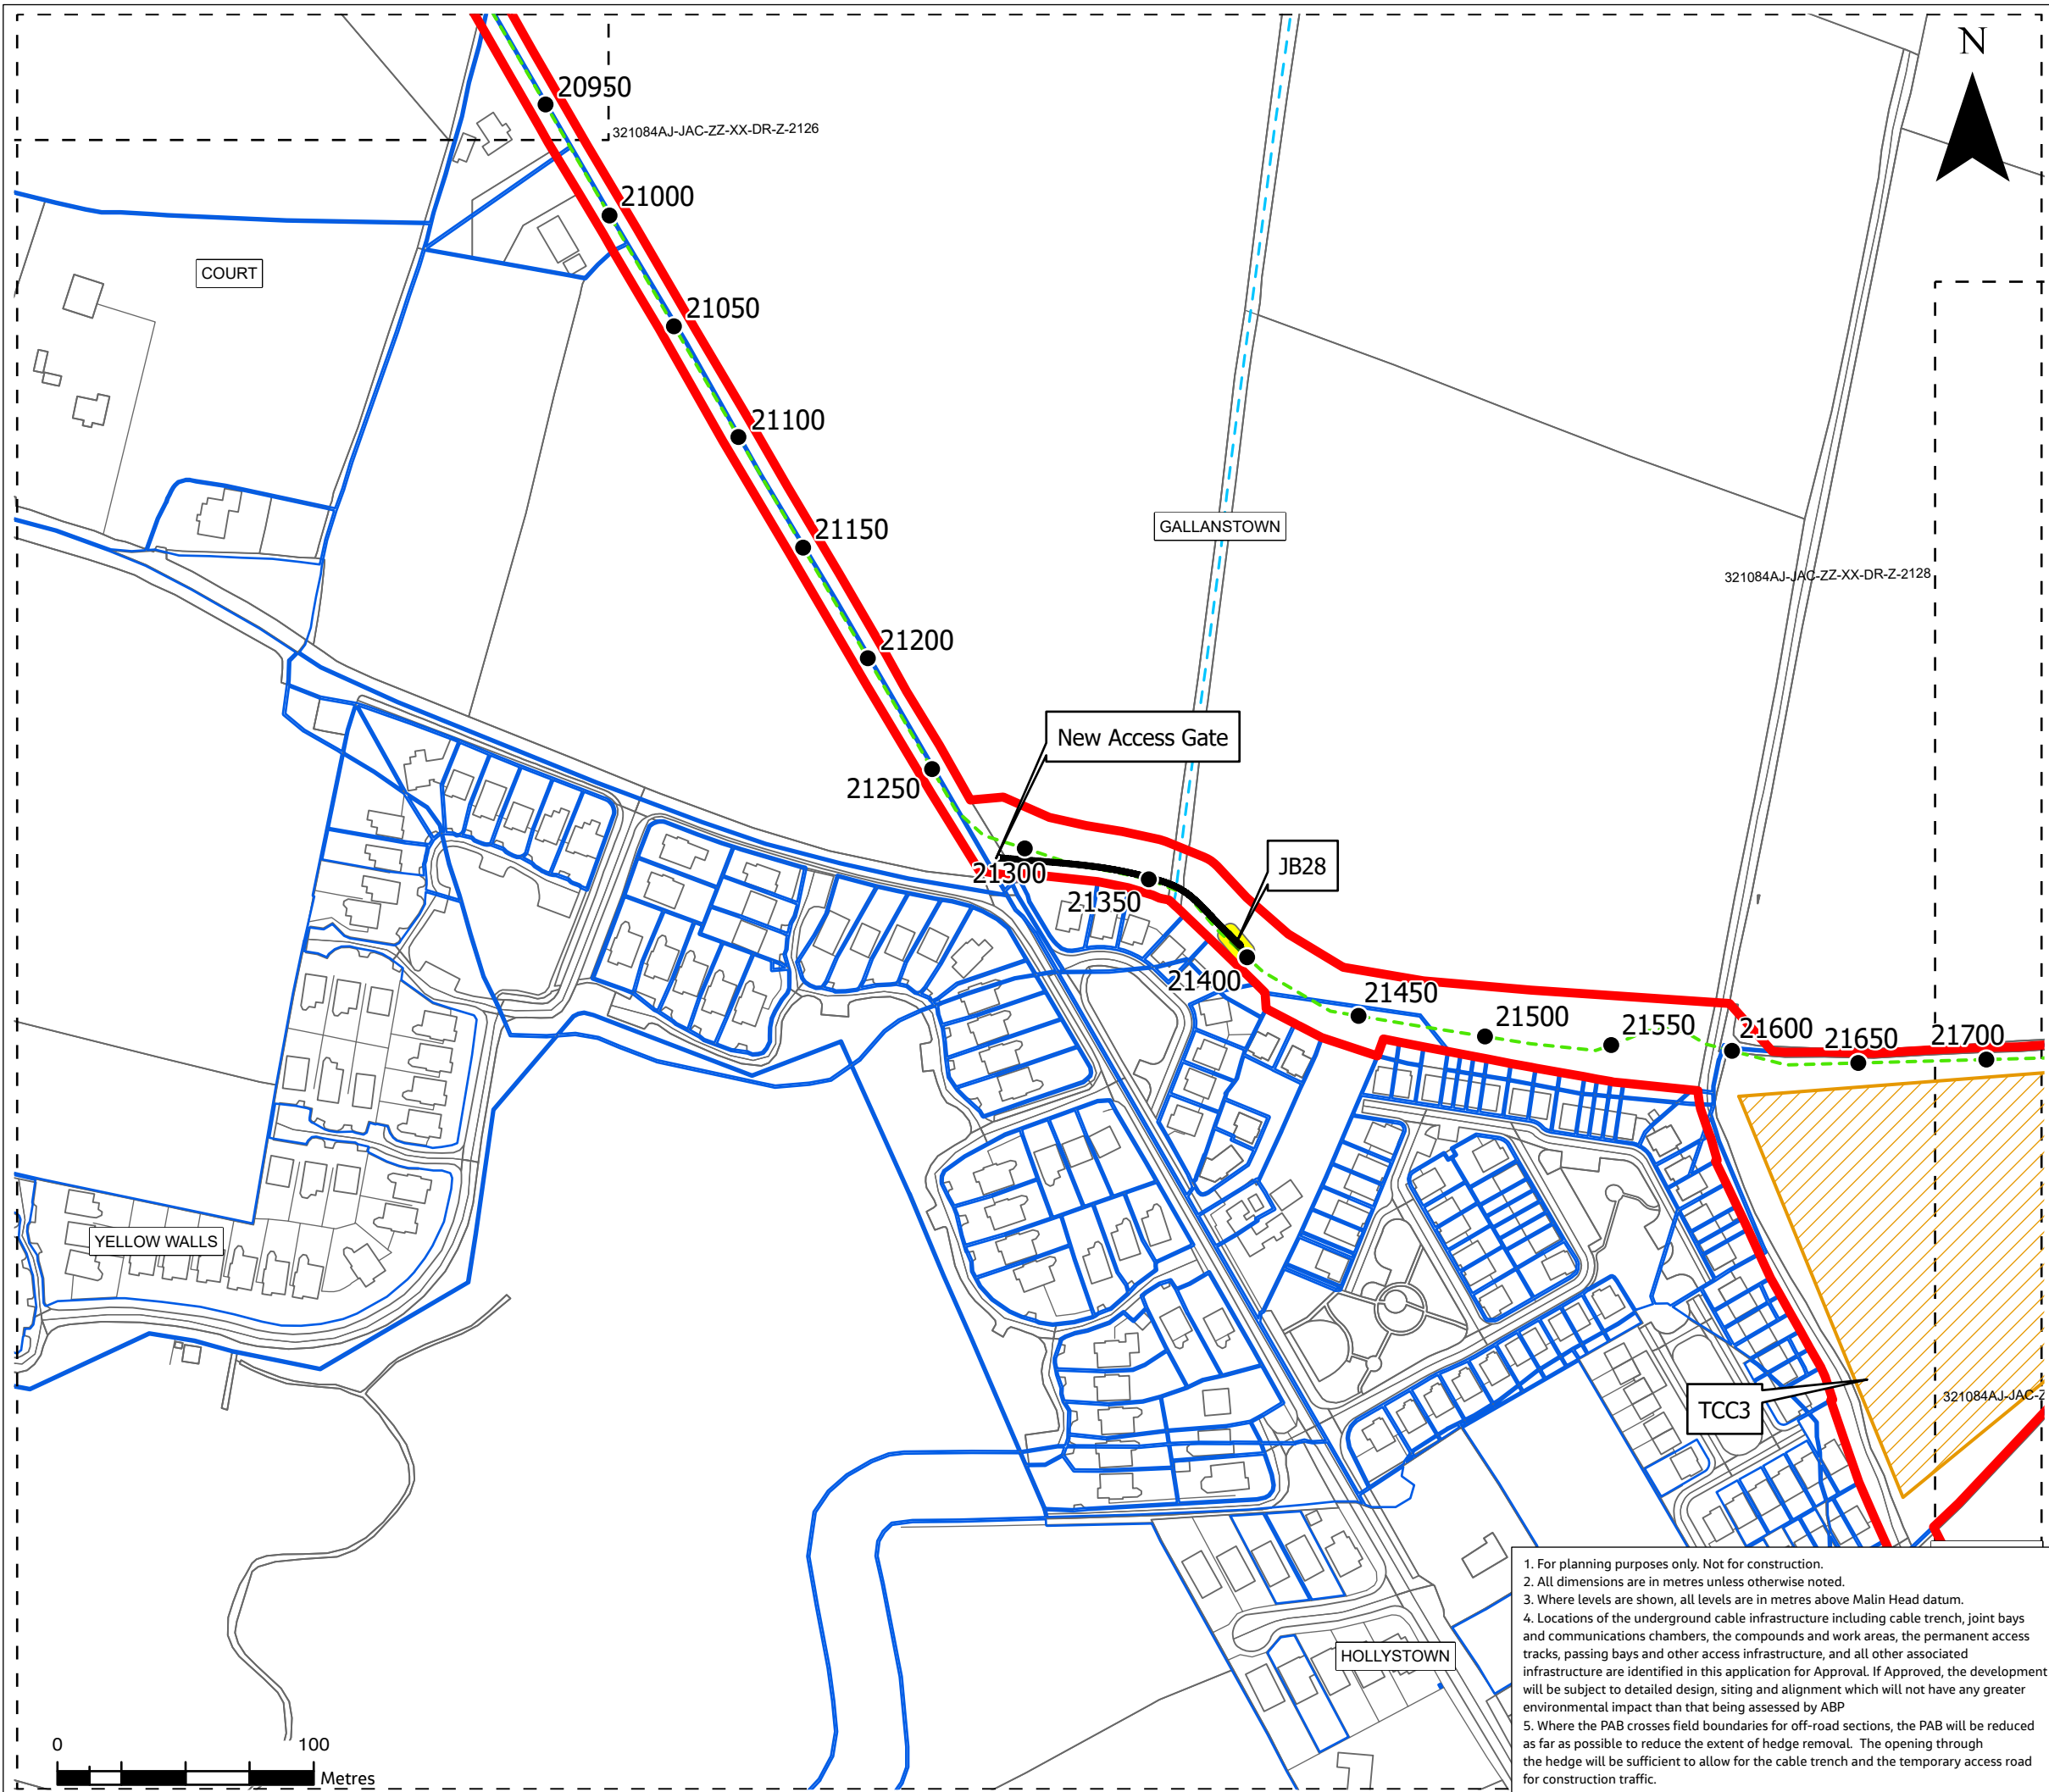 N
20950
321084AJ-JAC-ZZ-XX-DR-Z-2126
21000
COURT
21050
21100
GALLANSTOWN
21150
321084AJ-JAC-ZZ-XX-DR-Z-2128
21200
New Access Gate
21250
JB28
21300
21350
21400
21450
21500
21550
21600
21650
21700
YELLOW WALLS
TCC3
321084AJ-JAC-Z
HOLLYSTOWN
1. For planning purposes only. Not for construction.
2. All dimensions are in metres unless otherwise noted.
3. Where levels are shown, all levels are in metres above Malin Head datum.
4. Locations of the underground cable infrastructure including cable trench, joint bays
and communications chambers, the compounds and work areas, the permanent access
tracks, passing bays and other access infrastructure, and all other associated
infrastructure are identified in this application for Approval. If Approved, the development
will be subject to detailed design, siting and alignment which will not have any greater
environmental impact than that being assessed by ABP
5. Where the PAB crosses field boundaries for off-road sections, the PAB will be reduced
as far as possible to reduce the extent of hedge removal. The opening through
the hedge will be sufficient to allow for the cable trench and the temporary access road
for construction traffic.
0 100
Metres